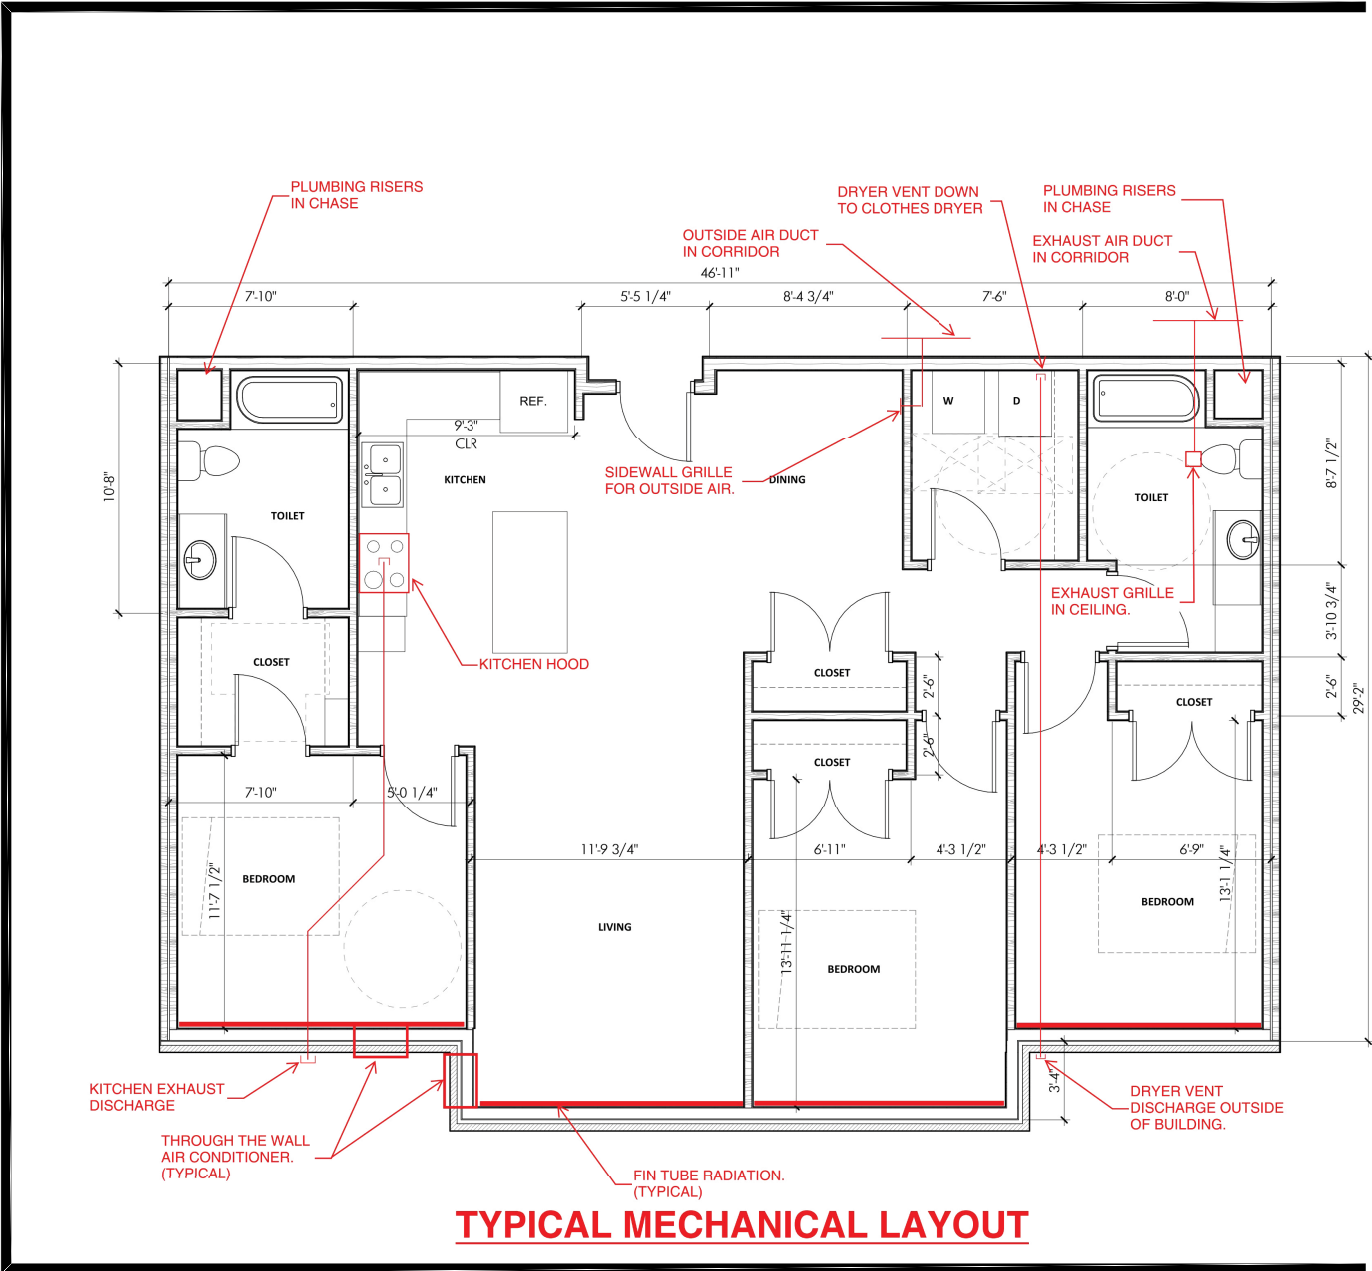 PLUMBING RISERS
IN CHASE
DRYER VENT DOWN
TO CLOTHES DRYER
PLUMBING RISERS
IN CHASE
OUTSIDE AIR DUCT
IN CORRIDOR
EXHAUST AIR DUCT
IN CORRIDOR
46'-11"
7'-10"
5'-5 1/4"
8'-4 3/4"
7'-6"
8'-0"
REF.
W
D
9'-3"
CLR
10'-8"
8'-7 1/2"
KITCHEN
SIDEWALL GRILLE
FOR OUTSIDE AIR.
DINING
TOILET
TOILET
EXHAUST GRILLE
IN CEILING.
3'-10 3/4"
KITCHEN HOOD
CLOSET
CLOSET
2'-6"
CLOSET
2'-6"
29'-2"
2'-6"
CLOSET
7'-10"
5'-0 1/4"
11'-9 3/4"
6'-11"
4'-3 1/2"
4'-3 1/2"
6'-9"
11'-7 1/2"
BEDROOM
13'-1 1/4"
BEDROOM
LIVING
13'-11 1/4"
BEDROOM
3'-4"
KITCHEN EXHAUST
DISCHARGE
DRYER VENT
DISCHARGE OUTSIDE
OF BUILDING.
THROUGH THE WALL
AIR CONDITIONER.
(TYPICAL)
FIN TUBE RADIATION.
(TYPICAL)
TYPICAL MECHANICAL LAYOUT